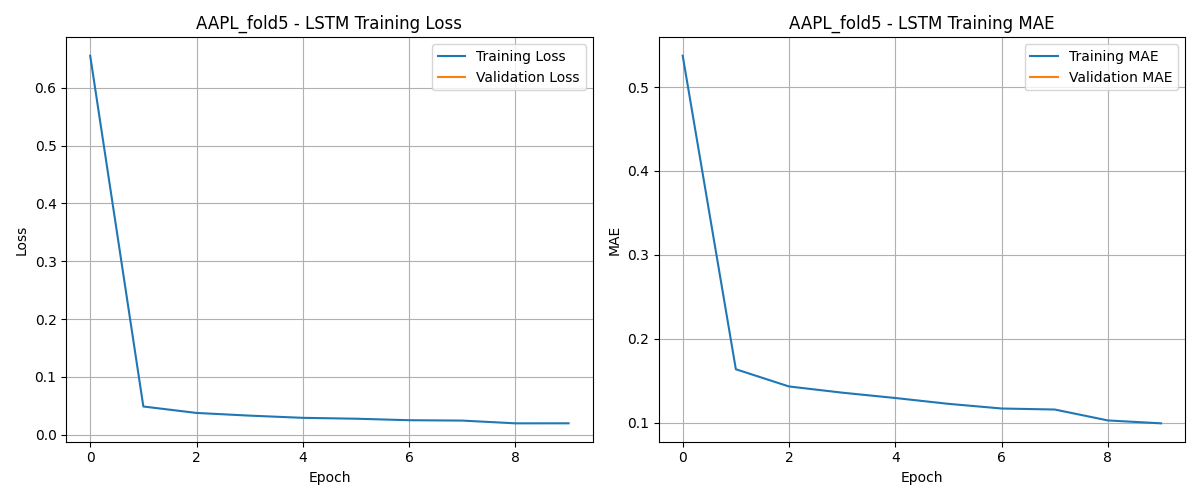 AAPL_fold5 - LSTM Training Loss
Training Loss
Validation Loss
0.6
0.5
0.4
0.3
0.2
0.1
0.0
Loss
0
2
4
6
8
Epoch
AAPL_fold5 - LSTM Training MAE
Training MAE
Validation MAE
0.5
0.4
0.3
0.2
0.1
MAE
0
2
4
6
8
Epoch